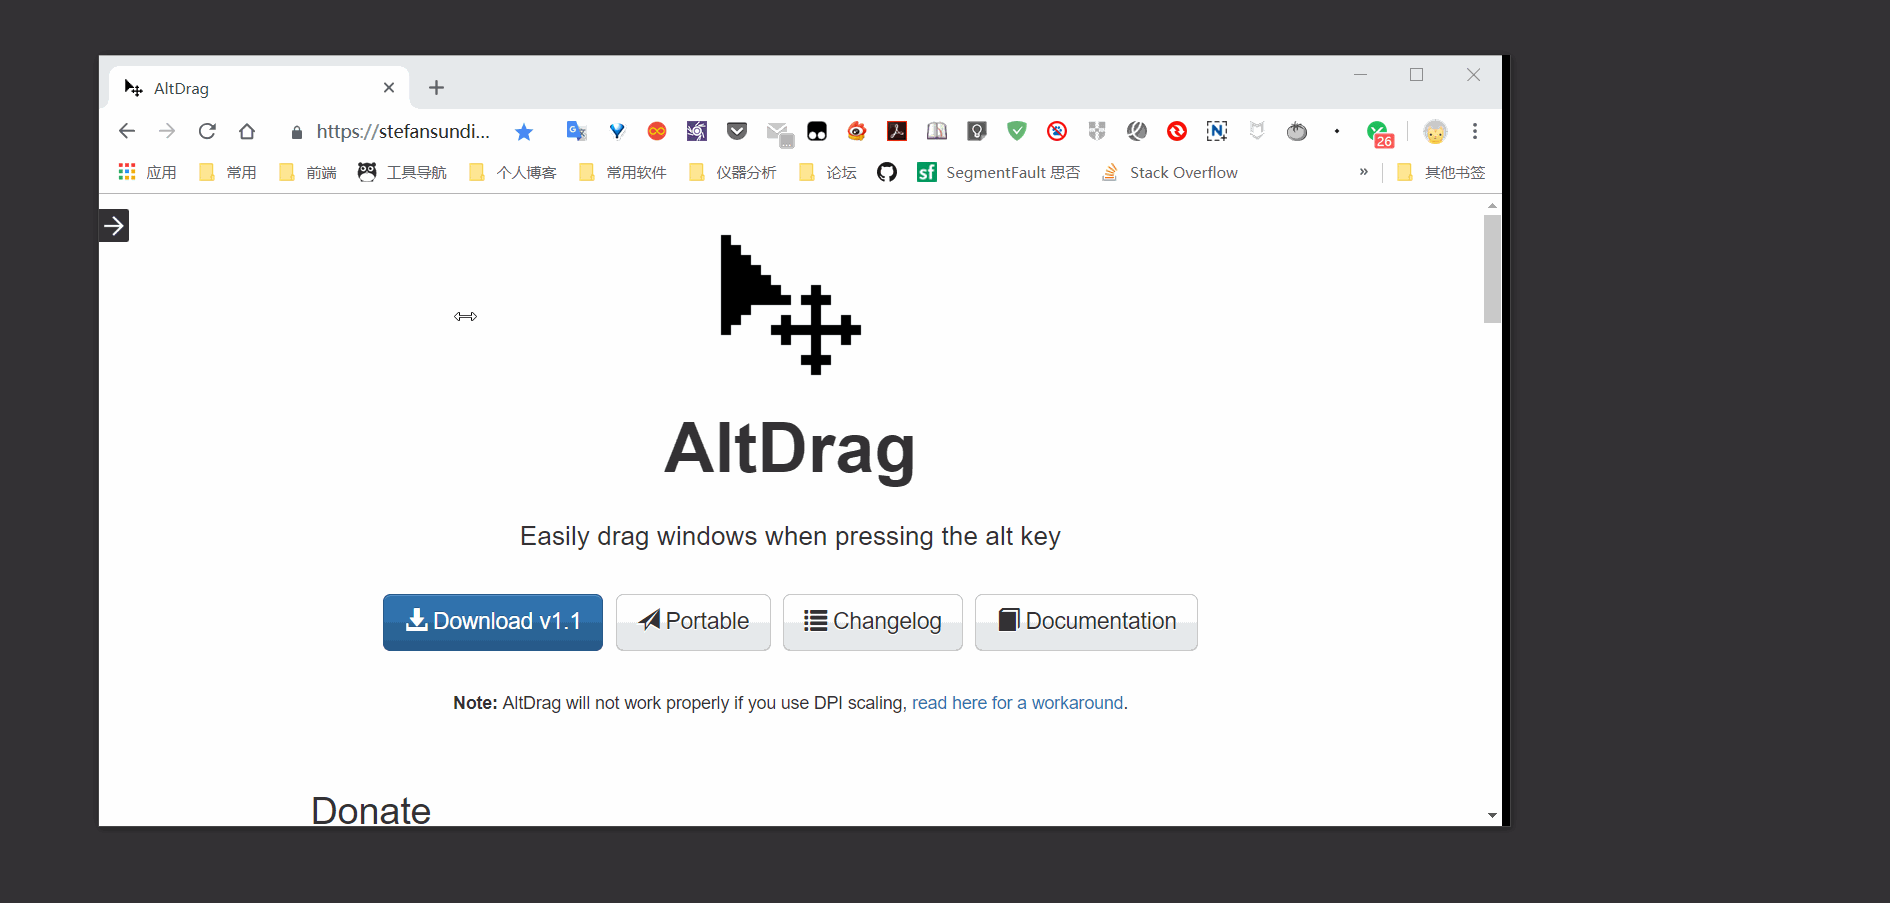 AltDrag
https://stefansundi...
26
应用 常用 前端 工具导航 个人博客 常用软件 仪器分析 论坛 sf SegmentFault 思否 Stack Overflow » 其他书签
AltDrag
Easily drag windows when pressing the alt key
Download v1.1 Portable Changelog Documentation
Note: AltDrag will not work properly if you use DPI scaling, read here for a workaround.
Donate